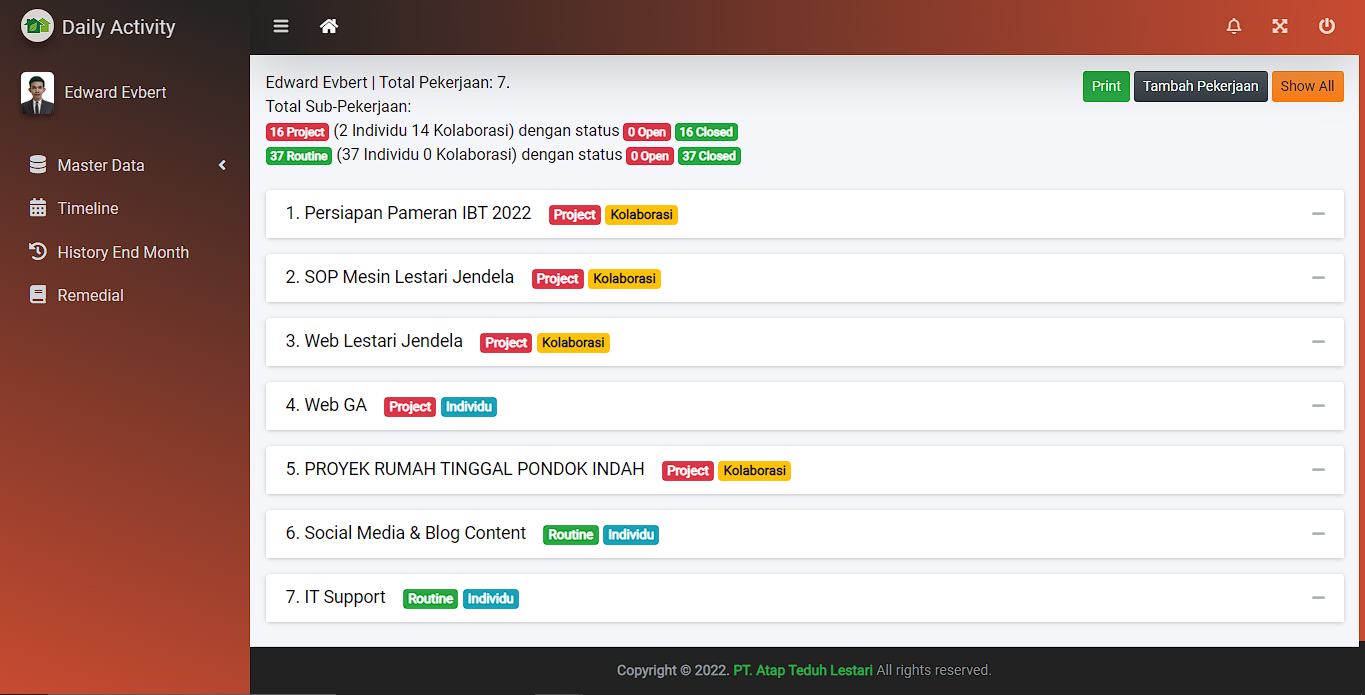 Daily Activity
Edward Evbert
Master Data
Timeline
History End Month
Remedial
Edward Evbert | Total Pekerjaan: 7.
Total Sub-Pekerjaan:
16 Project (2 Individu 14 Kolaborasi) dengan status 0 Open 16 Closed
37 Routine (37 Individu 0 Kolaborasi) dengan status 0 Open 37 Closed
Print Tambah Pekerjaan Show All
1. Persiapan Pameran IBT 2022 Project Kolaborasi
2. SOP Mesin Lestari Jendela Project Kolaborasi
3. Web Lestari Jendela Project Kolaborasi
4. Web GA Project Individu
5. PROYEK RUMAH TINGGAL PONDOK INDAH Project Kolaborasi
6. Social Media & Blog Content Routine Individu
7. IT Support Routine Individu
Copyright © 2022. PT. Atap Teduh Lestari All rights reserved.